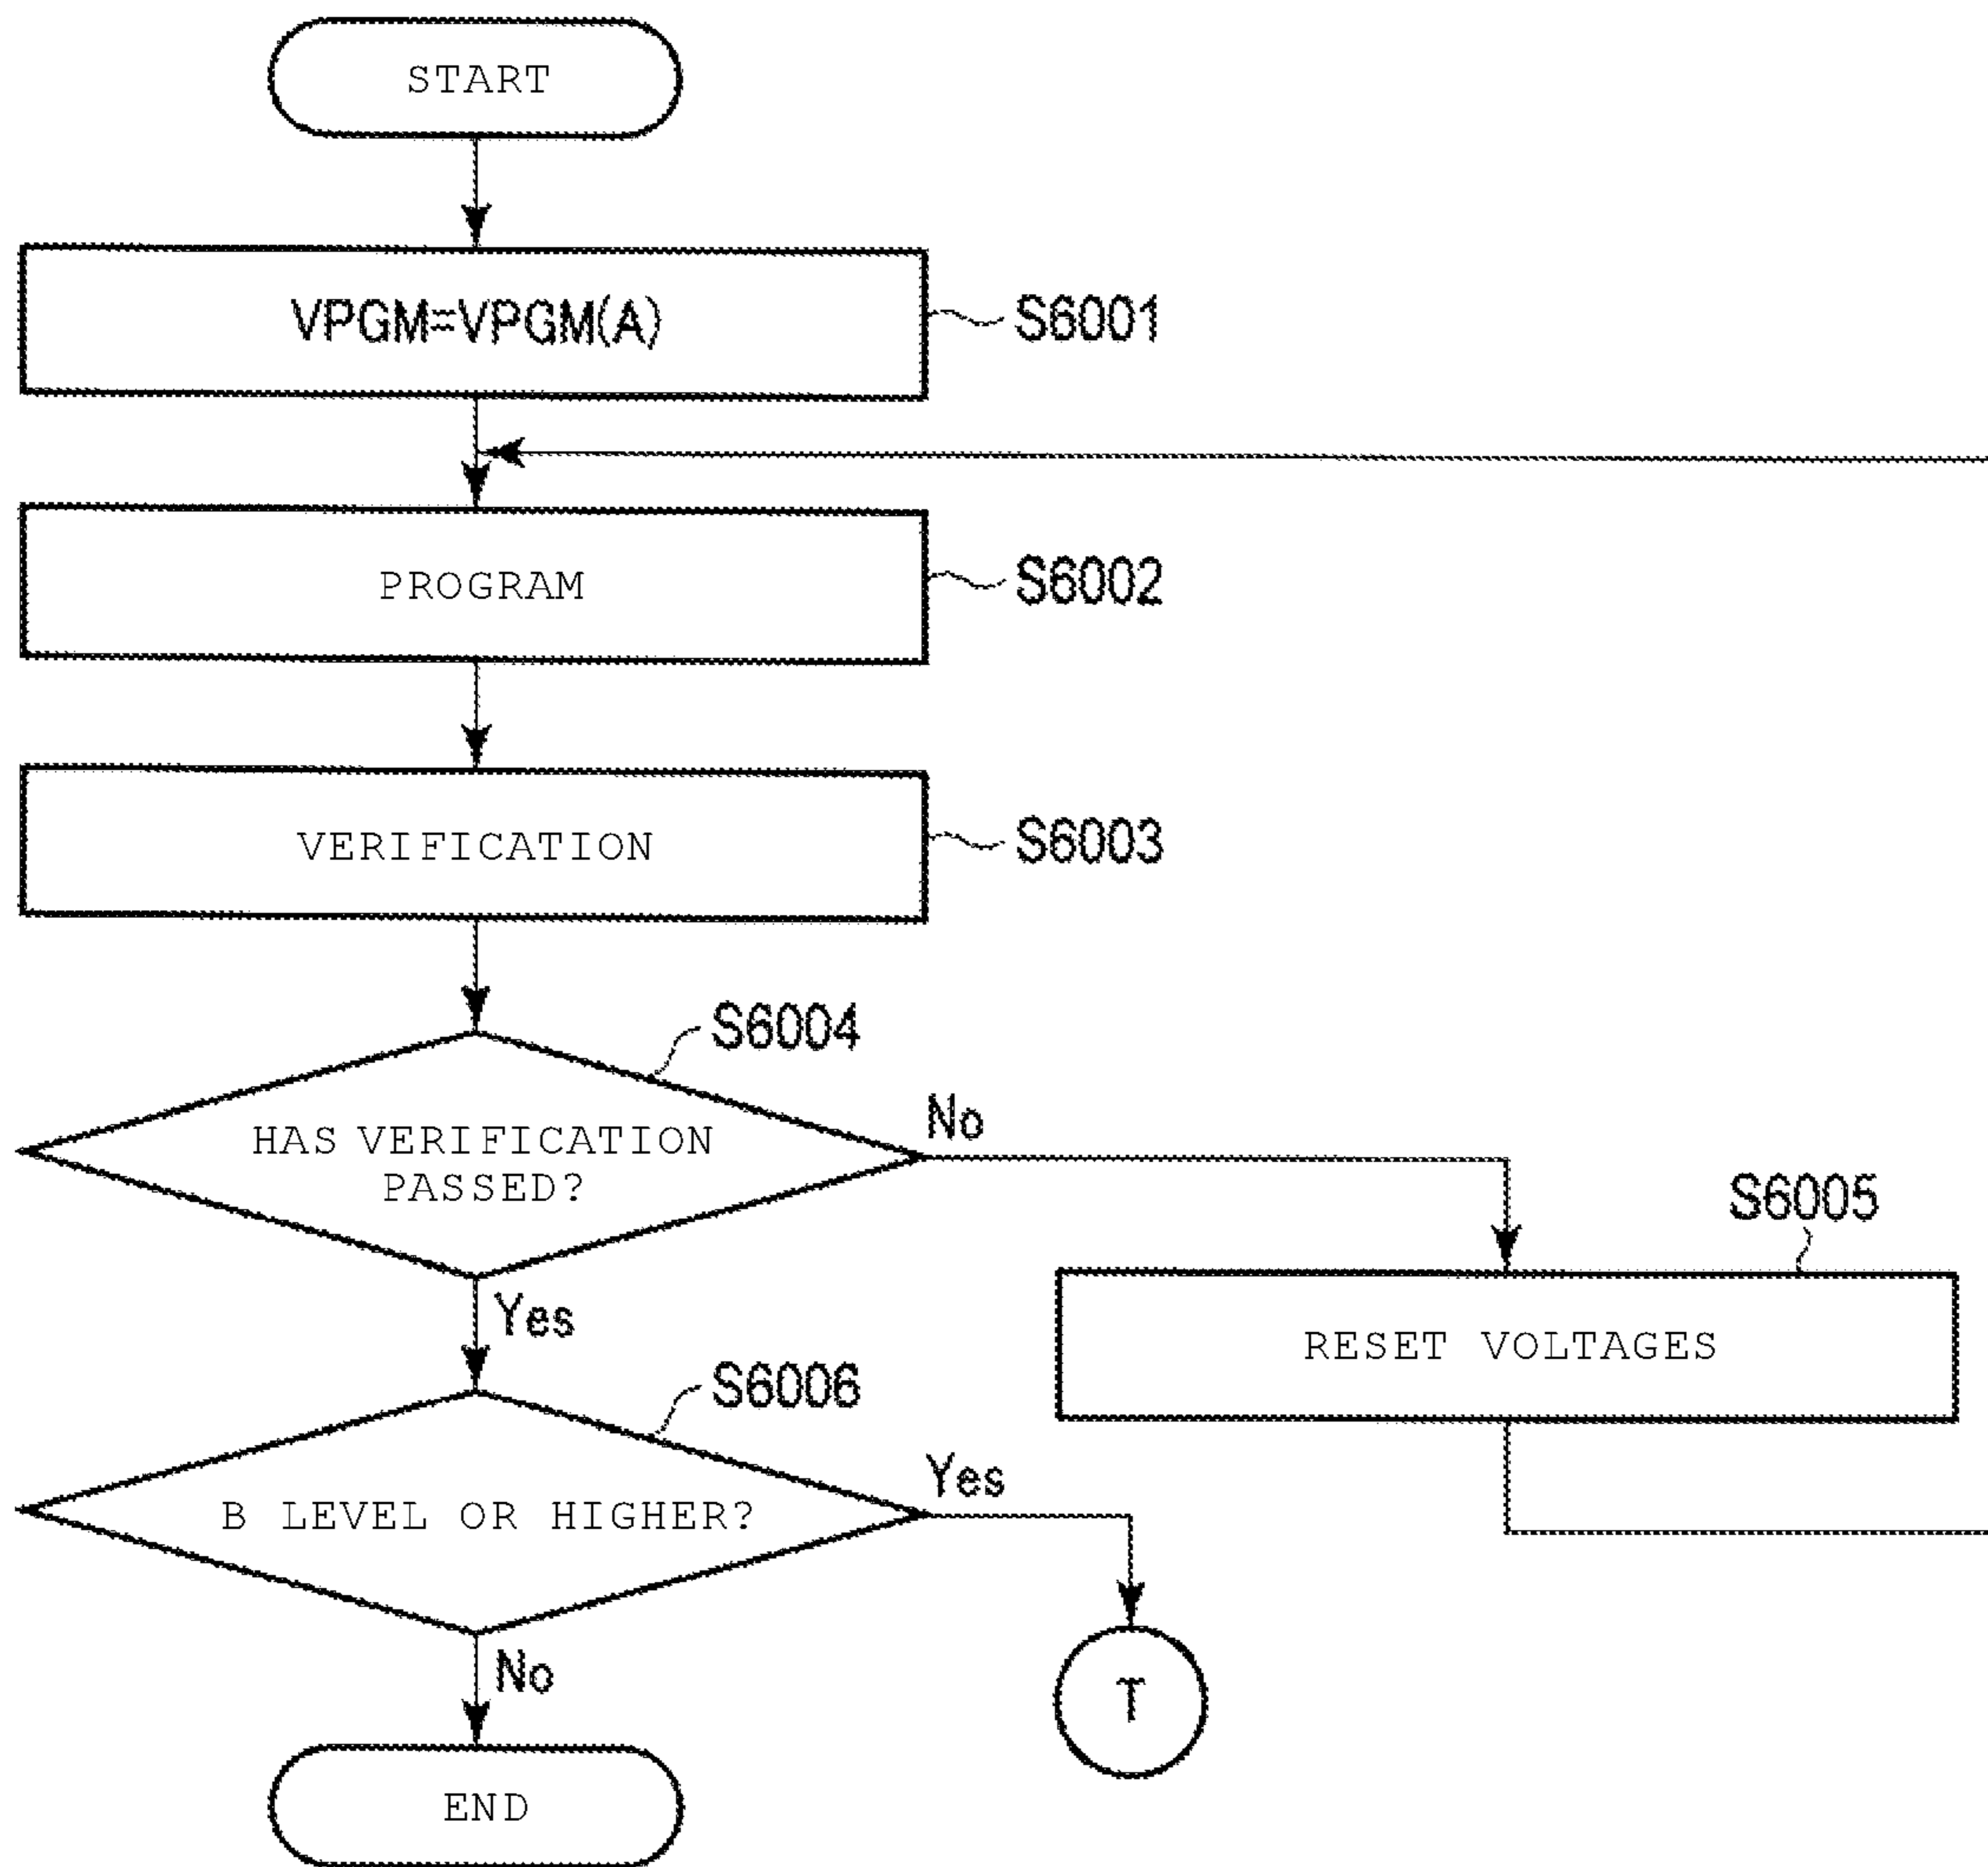 START
VPGM=VPGM(A)
S6001
PROGRAM
S6002
VERIFICATION
S6003
S6004
HAS VERIFICATION
PASSED?
No
S6005
RESET VOLTAGES
Yes
S6006
B LEVEL OR HIGHER?
Yes
T
No
END